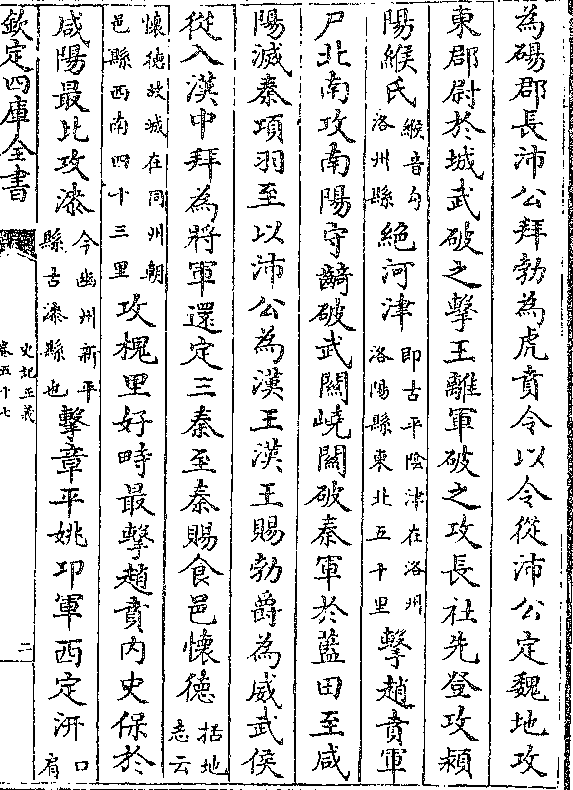 為碭郡長沛公拜勃為虎賁令以令從沛公定魏地攻
東郡尉於城武破之擊王離軍破之攻長社先登攻潁
陽緱氏緱音勾洛州縣絶河津即古平陰津在洛州洛陽縣東北五十里擊趙賁軍
尸北南攻南陽守齮破武關嶢關破秦軍於藍田至咸
陽滅秦項羽至以沛公為漢王漢王賜勃爵為威武侯
從入漢中拜為將軍還定三秦至秦賜食邑懷徳括地志云
懷徳故城在同州朝邑縣西南四十三里攻槐里好畤最擊趙賁内史保於
咸陽最北攻漆今豳州新平縣古漆縣也擊章平姚卬軍西定汧口肩
欽定四庫全書
史記正義
卷五十七
二